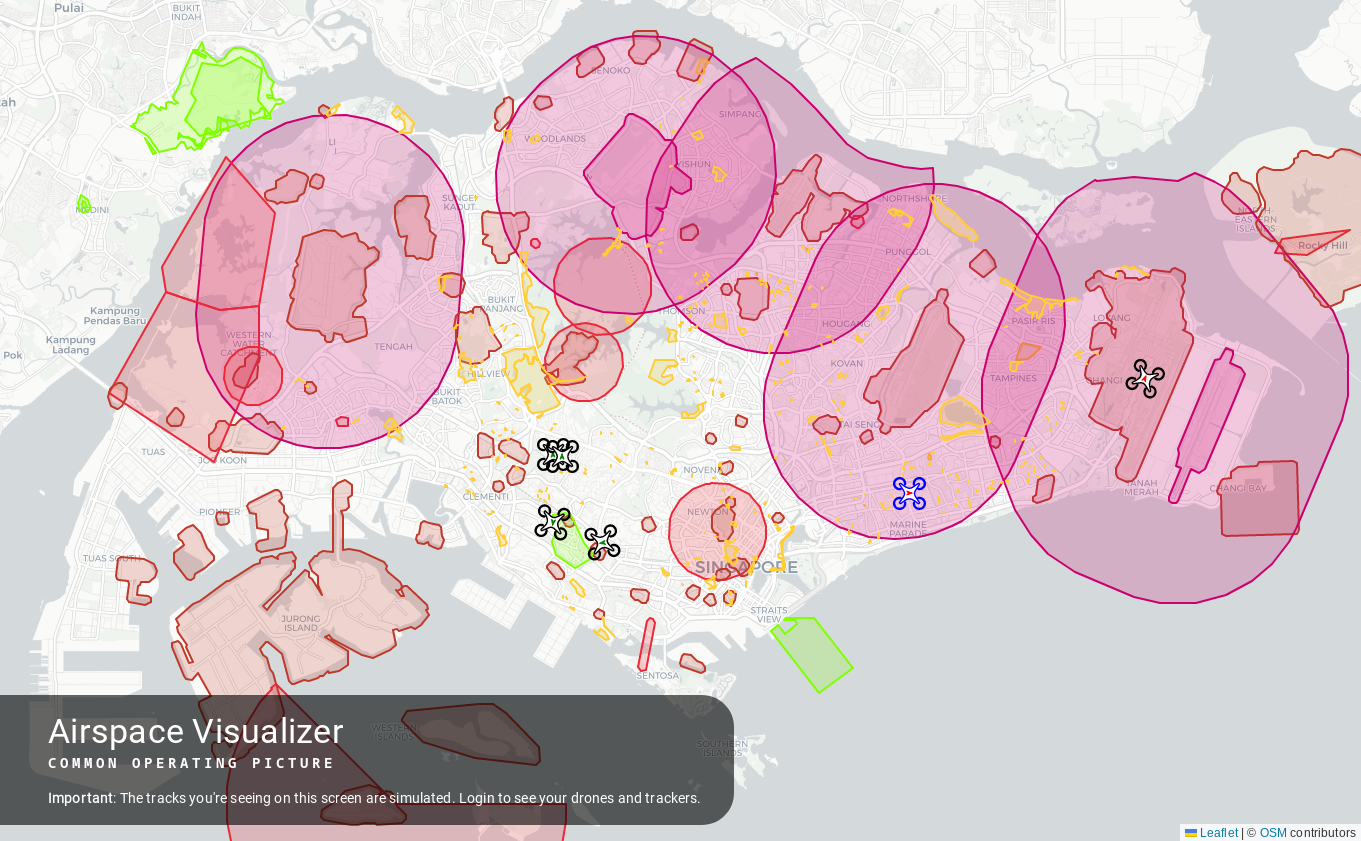 Pulai
BUKIT
INDAH
SENOKO
SIMPANG
LI
WOODLANDS
YISHUN
SUNGEI
KADUT
NORTHSHORE
NORTH
EASTERN
ISLANDS
Rocky Hill
PUNGGOL
BUKIT
PANJANG
Kampung
Pendas Baru
THOMSON
HOUGANG
PASIR RIS
Kampung
Ladang
WESTERN
WATER
CATCHMENT
TENGAH
Pok
KOVAN
HILLVIEW
TAMPINES
CHANGI
BUKIT
BATOK
TAI SENG
TUAS
JOO KOON
NOVENA
CLEMENTI
TANAH
MERAH
CHANGI BAY
PIONEER
NEWTON
MARINE
PARADE
TUAS SOUTH
SINGAPORE
STRAITS
VIEW
JURONG
ISLAND
SENTOSA
Airspace Visualizer
COMMON OPERATING PICTURE
WESTERN
ISLANDS
SOUTHERN
ISLANDS
Important: The tracks you're seeing on this screen are simulated. Login to see your drones and trackers.
Leaflet | © OSM contributors